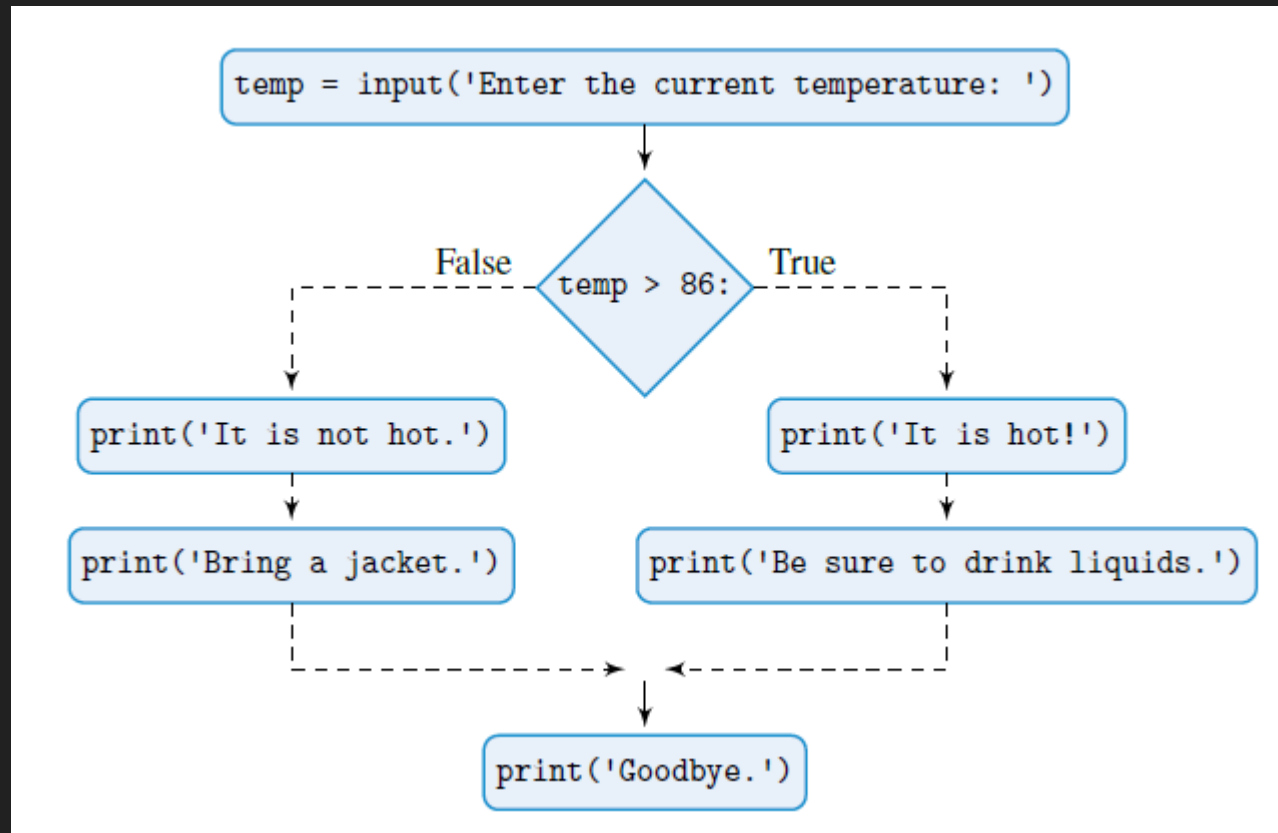 temp = input('Enter the current temperature: ')
False
True
temp > 86:
print('It is not hot.')
print('It is hot!')
print('Bring a jacket.')
print('Be sure to drink liquids.')
print('Goodbye.')